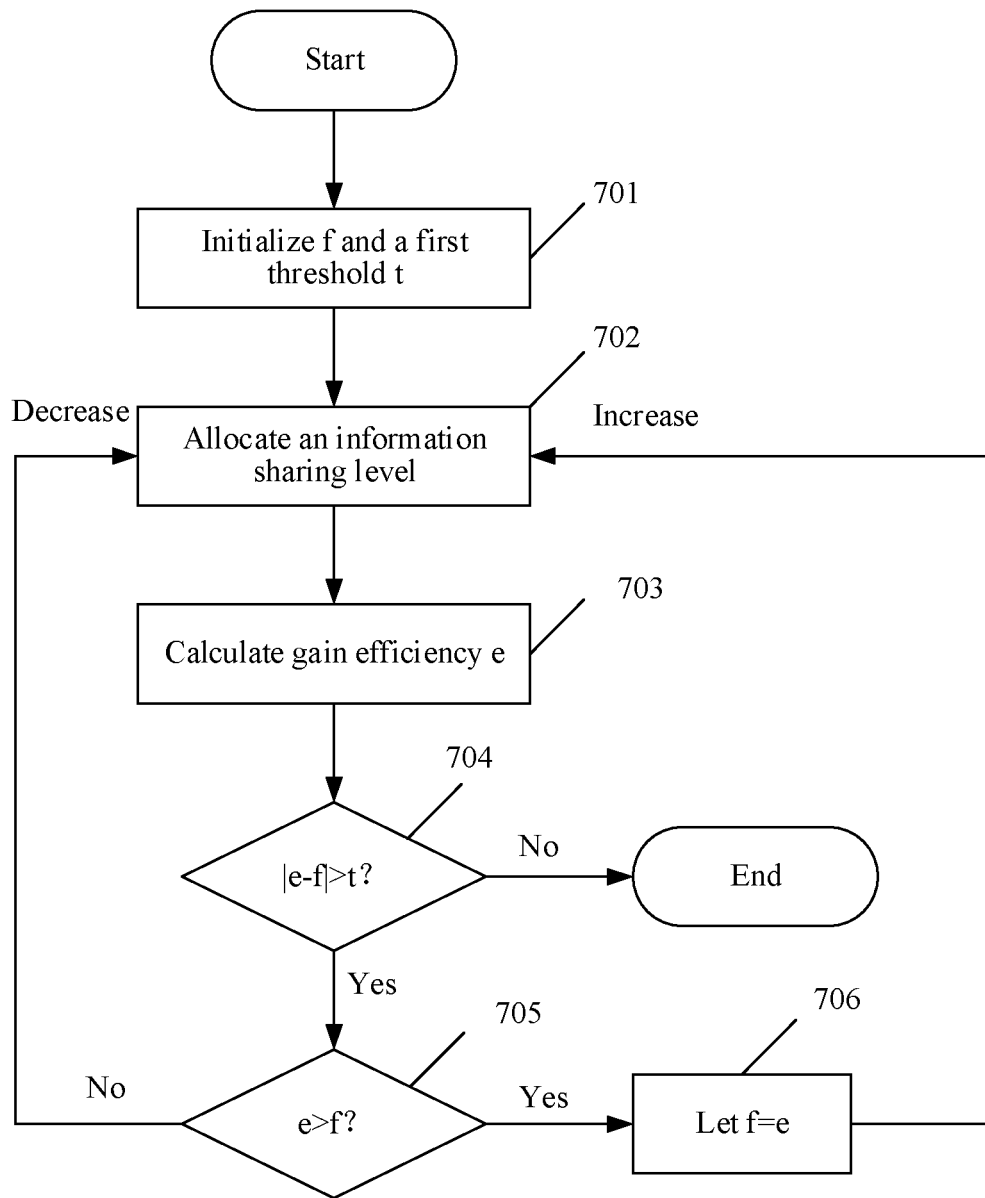 Start
701
Initialize f and a first
threshold t
702
Decrease
Increase
Allocate an information
sharing level
703
Calculate gain efficiency e
704
|e-f|>t?
No
End
Yes
705
706
No
e>f?
Yes
Let f=e